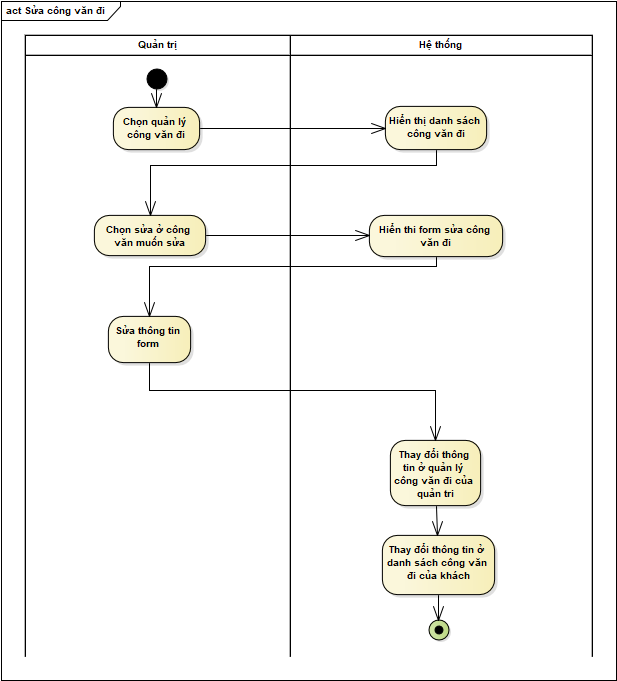 act Sửa công văn đi
Quản trị
Hệ thống
Chọn quản lý
công văn đi
Hiển thị danh sách
công văn đi
Chọn sửa ở công
văn muốn sửa
Hiển thi form sửa công
văn đi
Sửa thông tin
form
Thay đổi thông
tin ở quản lý
công văn đi của
quản trị
Thay đổi thông tin ở
danh sách công văn
đi của khách